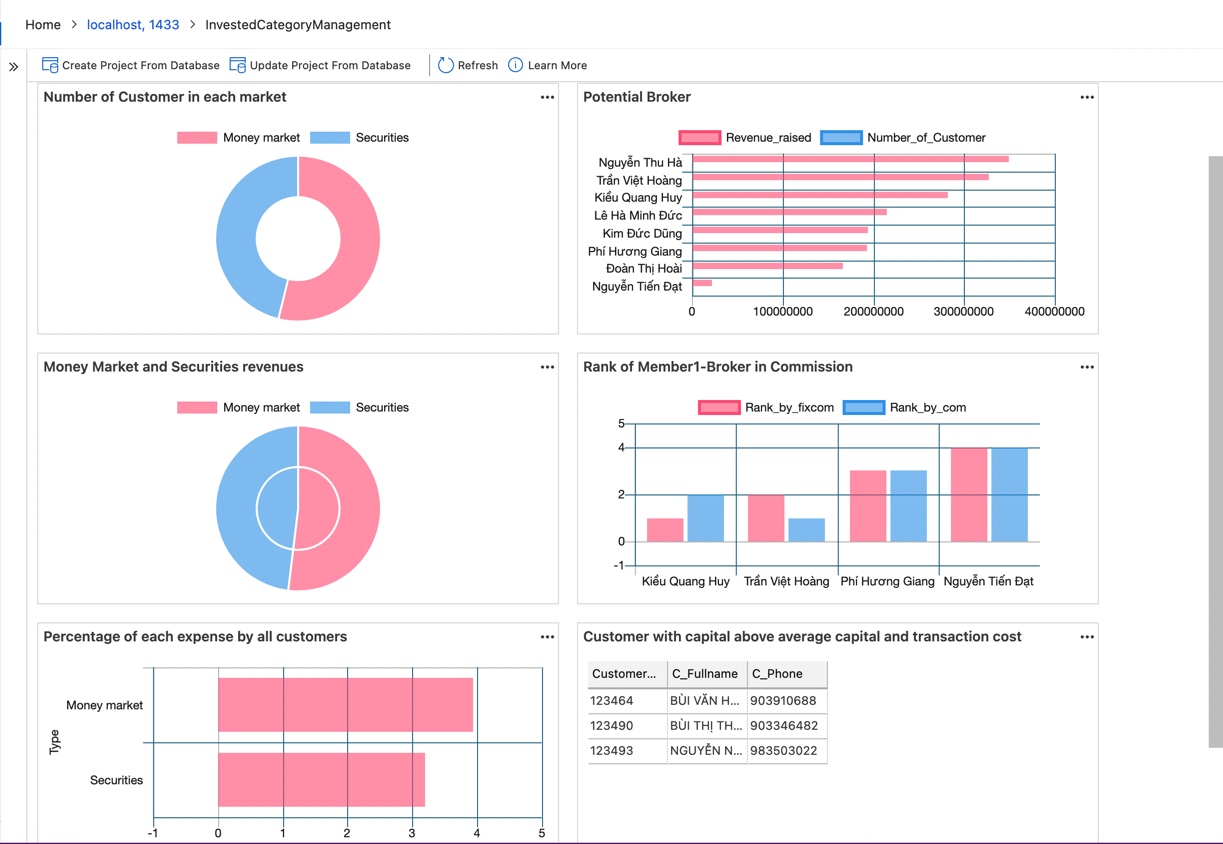 Home > localhost, 1433 > InvestedCategoryManagement
Create Project From Database Update Project From Database Refresh Learn More
Number of Customer in each market ...
Money market Securities
Potential Broker ...
Revenue_raised Number_of_Customer
Nguyễn Thu Hà
Trần Việt Hoàng
Kiều Quang Huy
Lê Hà Minh Đức
Kim Đức Dũng
Phí Hương Giang
Đoàn Thị Hoài
Nguyễn Tiến Đạt
0 100000000 200000000 300000000 400000000
Money Market and Securities revenues ...
Money market Securities
Rank of Member1-Broker in Commission ...
Rank_by_fixcom Rank_by_com
5
4
2
0
-1
Kiều Quang Huy Trần Việt Hoàng Phí Hương Giang Nguyễn Tiến Đạt
Percentage of each expense by all customers ...
Type
Money market
Securities
-1 0 1 2 3 4 5
Customer with capital above average capital and transaction cost ...
Customer... C_Fullname C_Phone
123464 BÙI VĂN H... 903910688
123490 BÙI THỊ TH... 903346482
123493 NGUYỄN N... 983503022